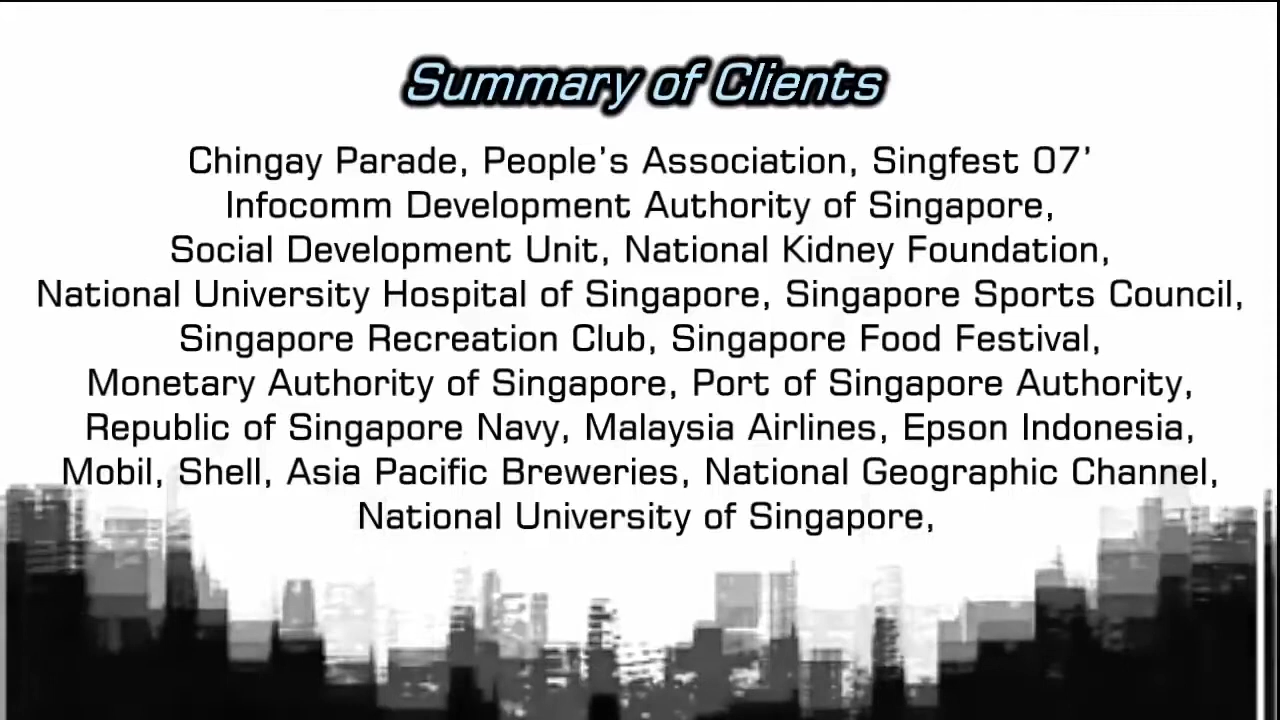 Summary of Clients
Chingay Parade, People's Association, Singfest 07'
Infocomm Development Authority of Singapore,
Social Development Unit, National Kidney Foundation,
National University Hospital of Singapore, Singapore Sports Council,
Singapore Recreation Club, Singapore Food Festival,
Monetary Authority of Singapore, Port of Singapore Authority,
Republic of Singapore Navy, Malaysia Airlines, Epson Indonesia,
Mobil, Shell, Asia Pacific Breweries, National Geographic Channel,
National University of Singapore,